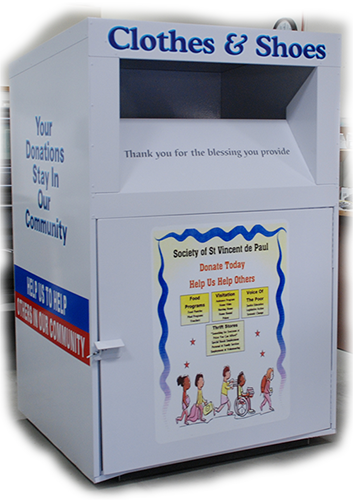 Clothes & Shoes
Thank you for the blessing you provide
Your
Donations
Stay In
Our
Community
HELP US TO HELP
OTHERS IN OUR COMMUNITY
Society of St Vincent de Paul
Donate Today
Help Us Help Others
Food
Programs
Visitation
Voice Of
The Poor
Thrift Stores